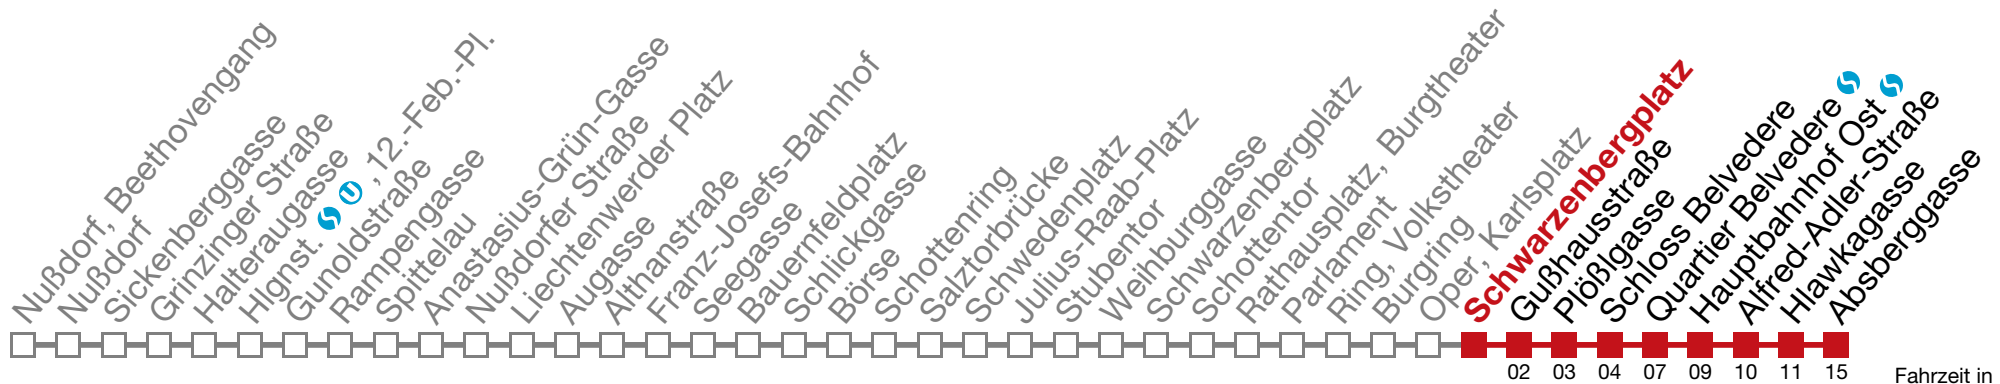 Nußdorf, Beethovengang
Nußdorf
Sickenberggasse
Grinzinger Straße
Halteraugasse
Hlgnst. S U , 12.-Feb.-Pl.
Gunoldstraße
Rampengasse
Spittelau
Anastasius-Grün-Gasse
Nußdorfer Straße
Liechtenwerder Platz
Augasse
Althanstraße
Franz-Josefs-Bahnhof
Seegasse
Bauernfeldplatz
Schlickgasse
Börse
Schottenring
Salztorbrücke
Schwedenplatz
Julius-Raab-Platz
Stubentor
Weihburggasse
Schwarzenbergplatz
Schottentor
Rathausplatz, Burgtheater
Parlament
Ring, Volkstheater
Burgring
Oper, Karlsplatz
Schwarzenbergplatz
Gußhausstraße
Plößlgasse
Schloss Belvedere
Quartier Belvedere S
Hauptbahnhof Ost S
Alfred-Adler-Straße
Hlawkagasse
Absberggasse
02 03 04 07 09 10 11 15
Fahrzeit in